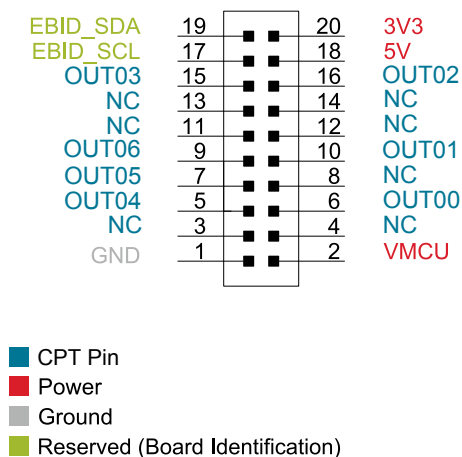 EBID_SDA 19 20 3V3
EBID_SCL 17 18 5V
OUT03 15 16 OUT02
NC 13 14 NC
NC 11 12 NC
OUT06 9 10 OUT01
OUT05 7 8 NC
OUT04 5 6 OUT00
NC 3 4 NC
GND 1 2 VMCU
CPT Pin
Power
Ground
Reserved (Board Identification)